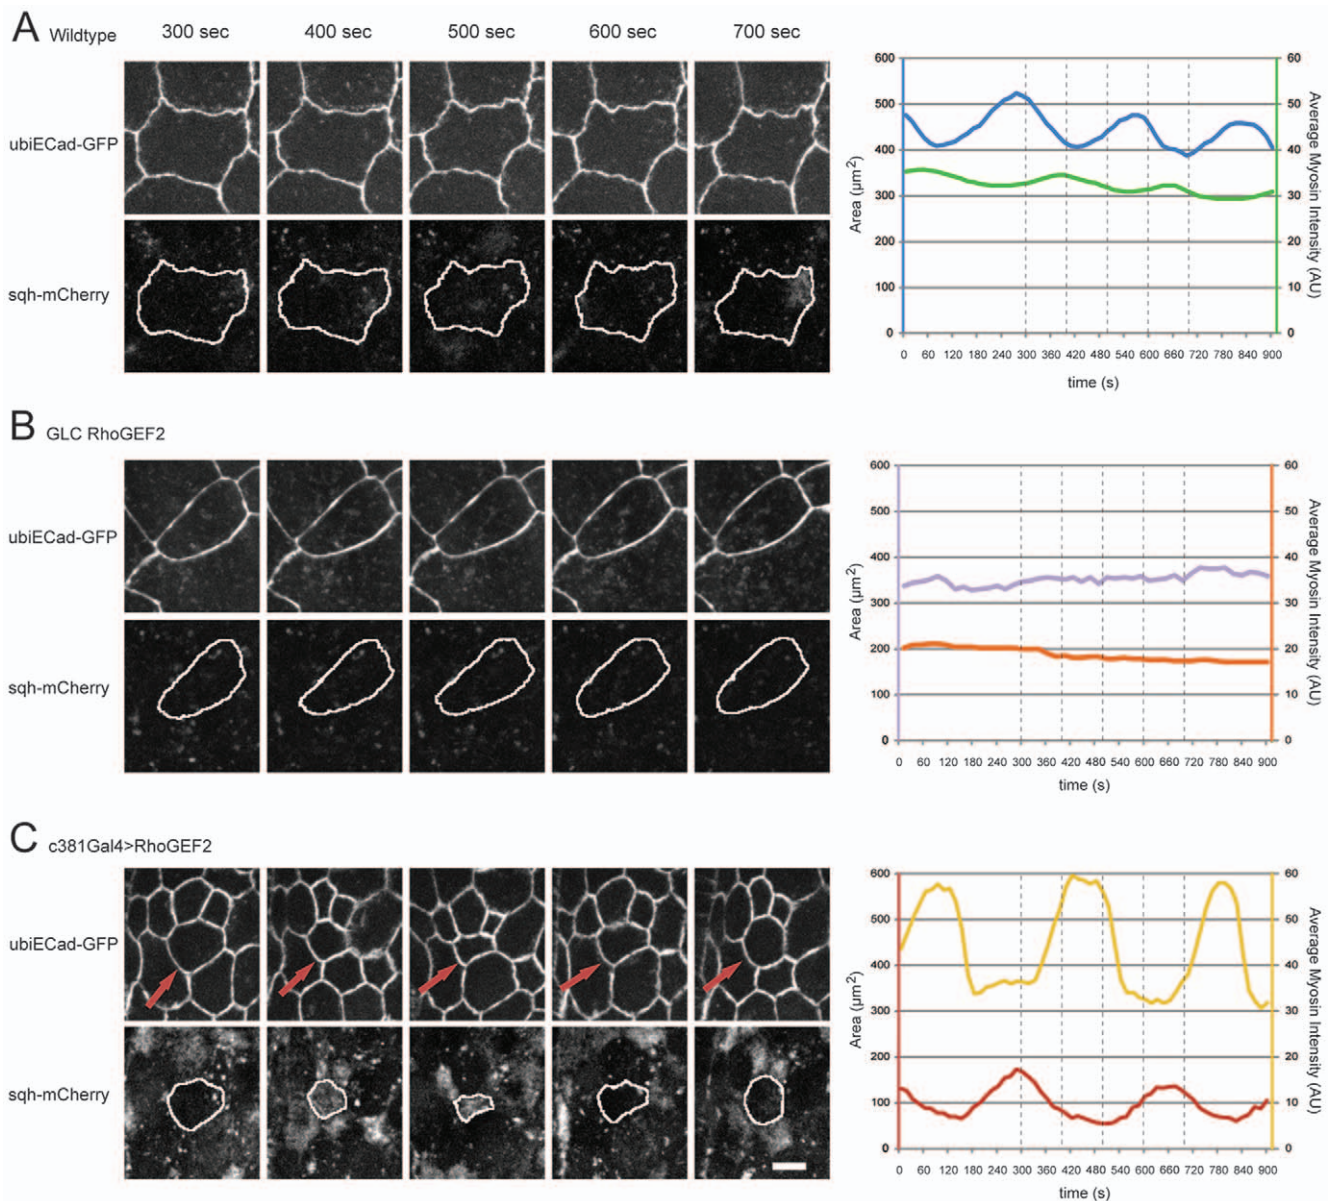 A Wildtype 300 sec 400 sec 500 sec 600 sec 700 sec
ubiECad-GFP
sqh-mCherry
600 60
500 50
400 40
300 30
200 20
100 10
0 0
Area (µm2)
Average Myosin Intensity (AU)
0 60 120 180 240 300 360 420 480 540 600 660 720 780 840 900
time (s)
B GLC RhoGEF2
ubiECad-GFP
sqh-mCherry
600 60
500 50
400 40
300 30
200 20
100 10
0 0
Area (µm2)
Average Myosin Intensity (AU)
0 60 120 180 240 300 360 420 480 540 600 660 720 780 840 900
time (s)
C c381Gal4>RhoGEF2
ubiECad-GFP
sqh-mCherry
600 60
500 50
400 40
300 30
200 20
100 10
0 0
Area (µm2)
Average Myosin Intensity (AU)
0 60 120 180 240 300 360 420 480 540 600 660 720 780 840 900
time (s)